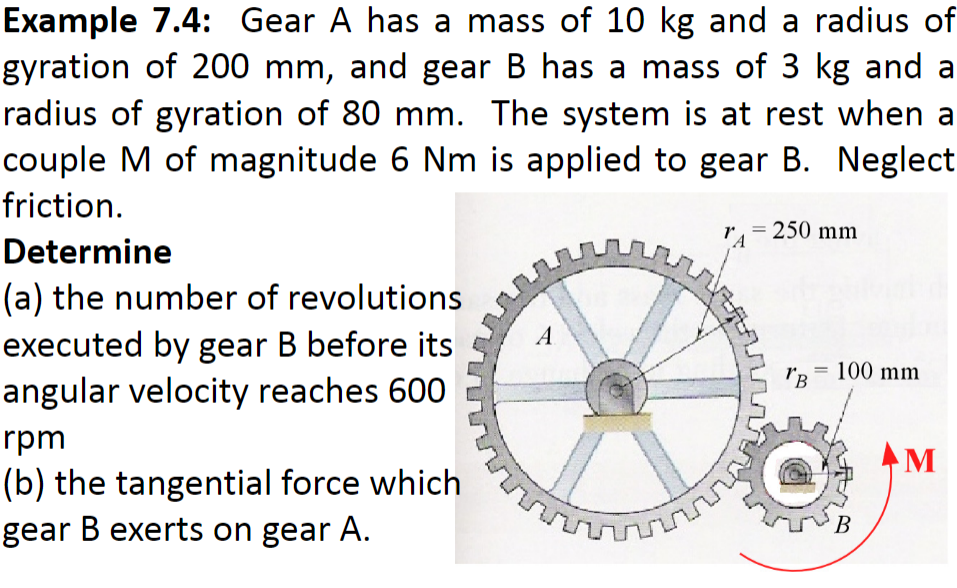 Example 7.4: Gear A has a mass of 10 kg and a radius of
gyration of 200 mm, and gear B has a mass of 3 kg and a
radius of gyration of 80 mm. The system is at rest when a
couple M of magnitude 6 Nm is applied to gear B. Neglect
friction.
Determine
(a) the number of revolutions
executed by gear B before its
angular velocity reaches 600
rpm
(b) the tangential force which
gear B exerts on gear A.
rA = 250 mm
A
rB = 100 mm
M
B